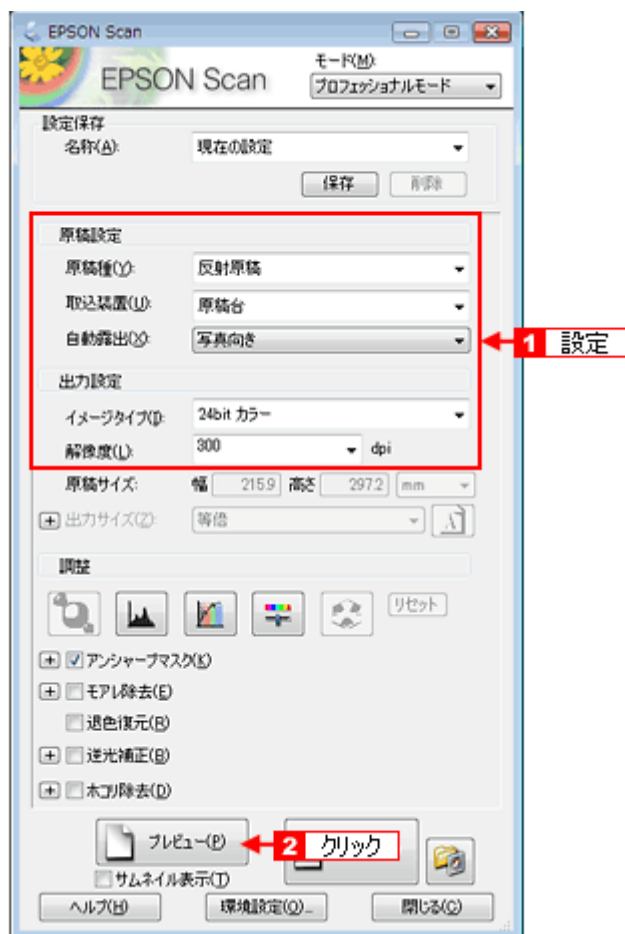 EPSON Scan
EPSON Scan
モード(M):
プロフェッショナルモード
設定保存
名称(A):
現在の設定
保存
削除
原稿設定
原稿種(Y):
反射原稿
取込装置(U):
原稿台
自動露出(X):
写真向き
1 設定
出力設定
イメージタイプ(I):
24bit カラー
解像度(L):
300
dpi
原稿サイズ:
幅 215.9 高さ 297.2 mm
出力サイズ(Z):
等倍
調整
リセット
アンシャープマスク(K)
モアレ除去(E)
退色復元(R)
逆光補正(B)
ホコリ除去(D)
プレビュー(P)
2 クリック
サムネイル表示(T)
ヘルプ(H)
環境設定(O)...
閉じる(C)